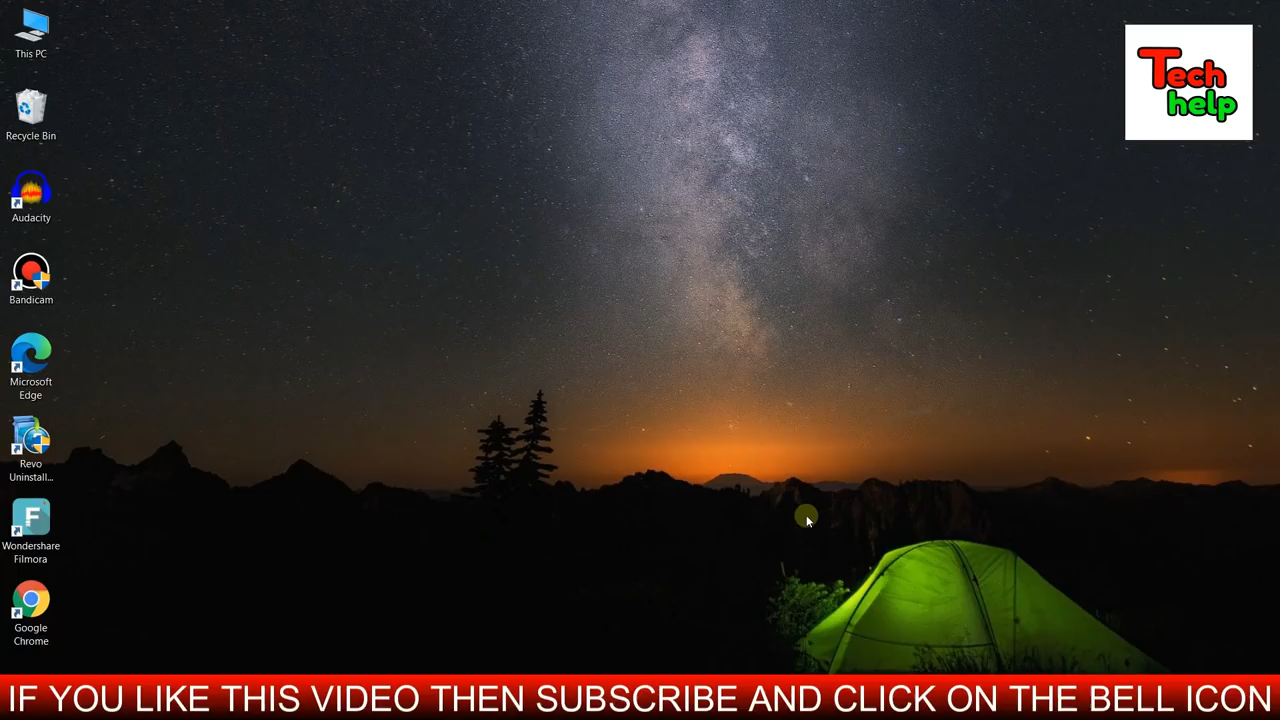 This PC
Recycle Bin
Audacity
Bandicam
Microsoft
Edge
Revo
Uninstall...
Wondershare
Filmora
Google
Chrome
Tech
help
IF YOU LIKE THIS VIDEO THEN SUBSCRIBE AND CLICK ON THE BELL ICON